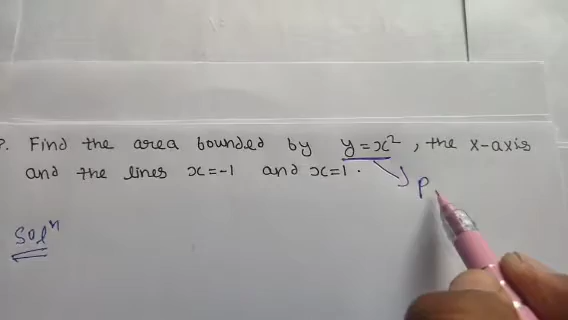 ?. Find the area bounded by y=x², the x-axis
and the lines x=-1 and x=1.
P
Solⁿ